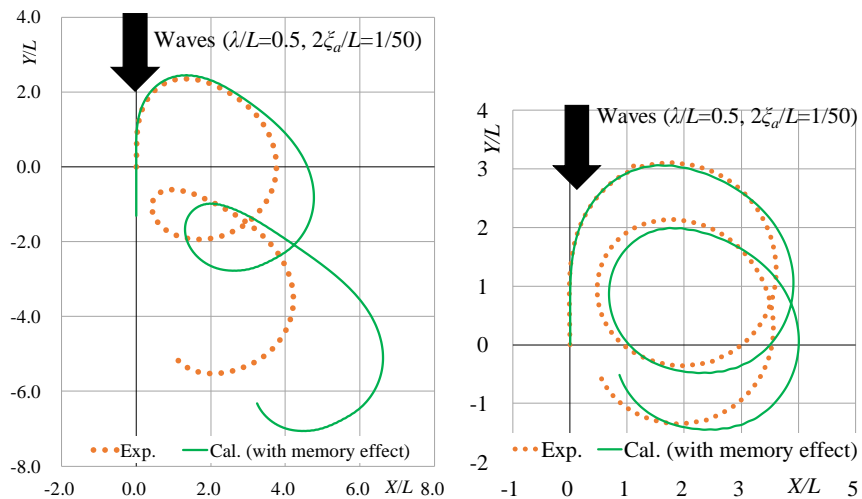 4.0
Y/L
Waves (λ/L=0.5, 2ξa/L=1/50)
2.0
0.0
-2.0
-4.0
-6.0
-8.0
Exp.
Cal. (with memory effect)
-2.0 0.0 2.0 4.0 6.0 8.0
X/L
4
Y/L
Waves (λ/L=0.5, 2ξa/L=1/50)
3
2
1
0
-1
-2
Exp.
Cal. (with memory effect)
-1 0 1 2 3 4 5
X/L